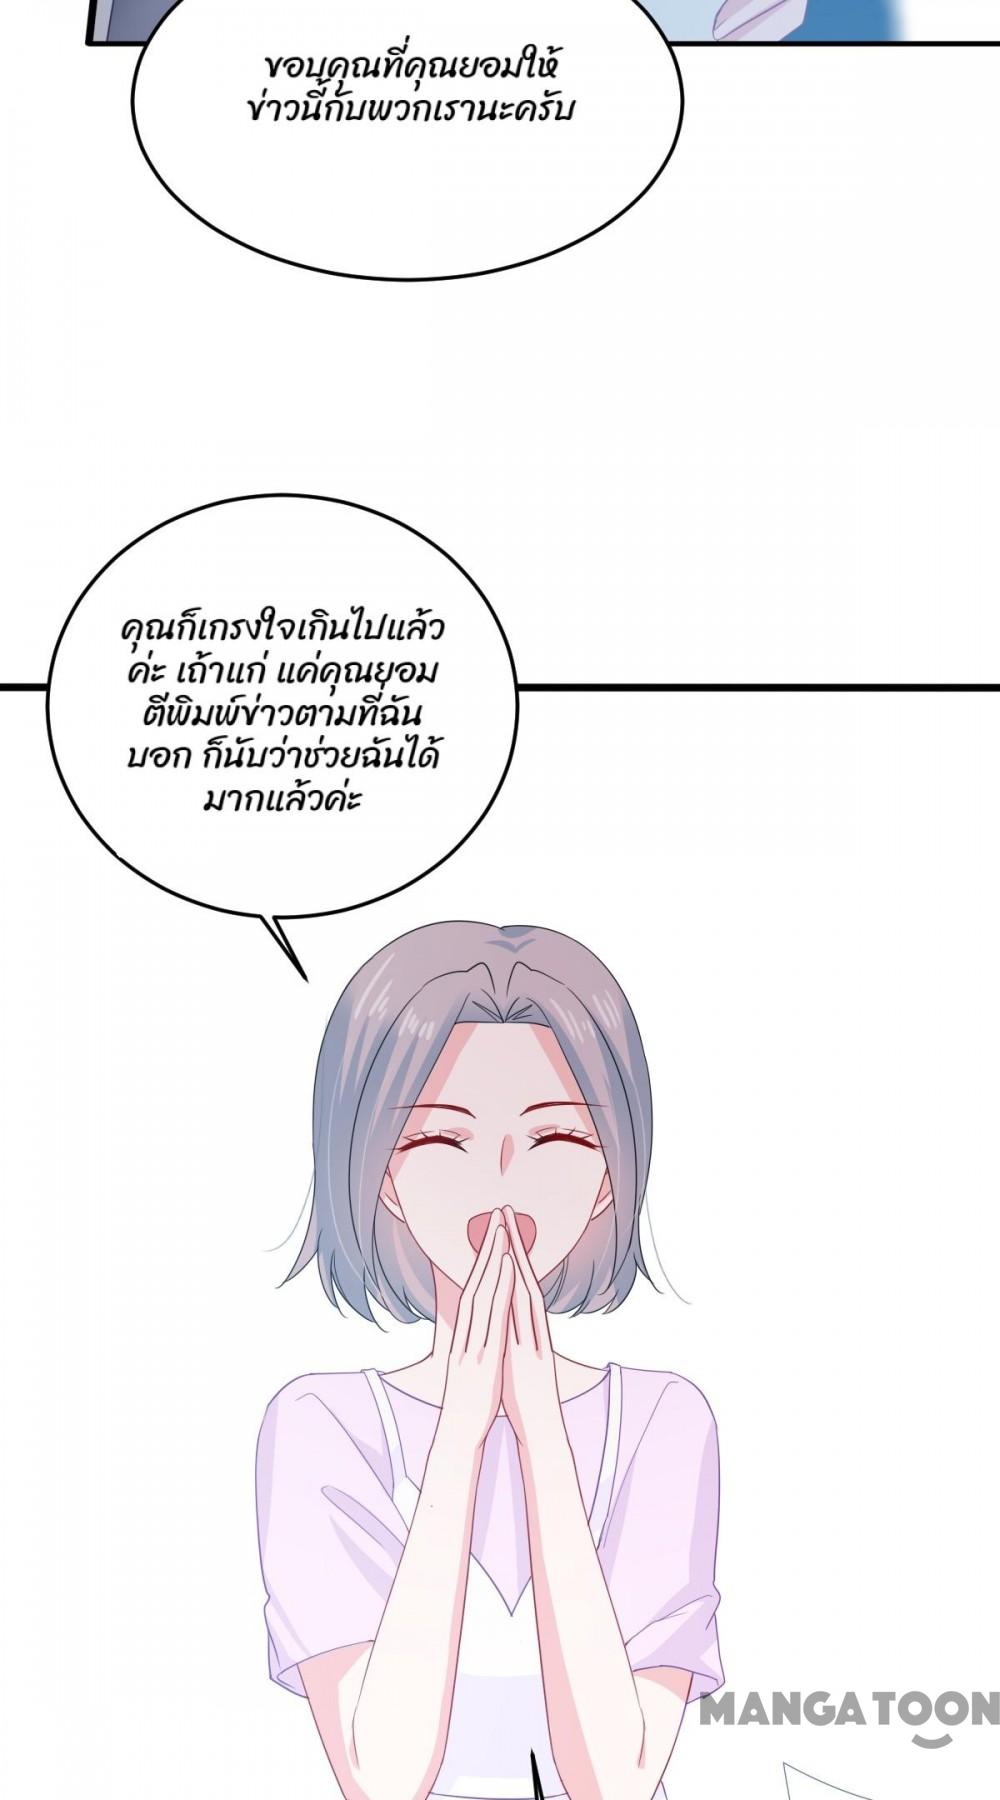 ขอบคุณที่คุณยอมให้
ข่าวนี้กับพวกเรานะครับ
คุณก็เกรงใจเกินไปแล้ว
ค่ะ เถ้าแก่ แค่คุณยอม
ตีพิมพ์ข่าวตามที่ฉัน
บอก ก็นับว่าช่วยฉันได้
มากแล้วค่ะ
MANGATOON